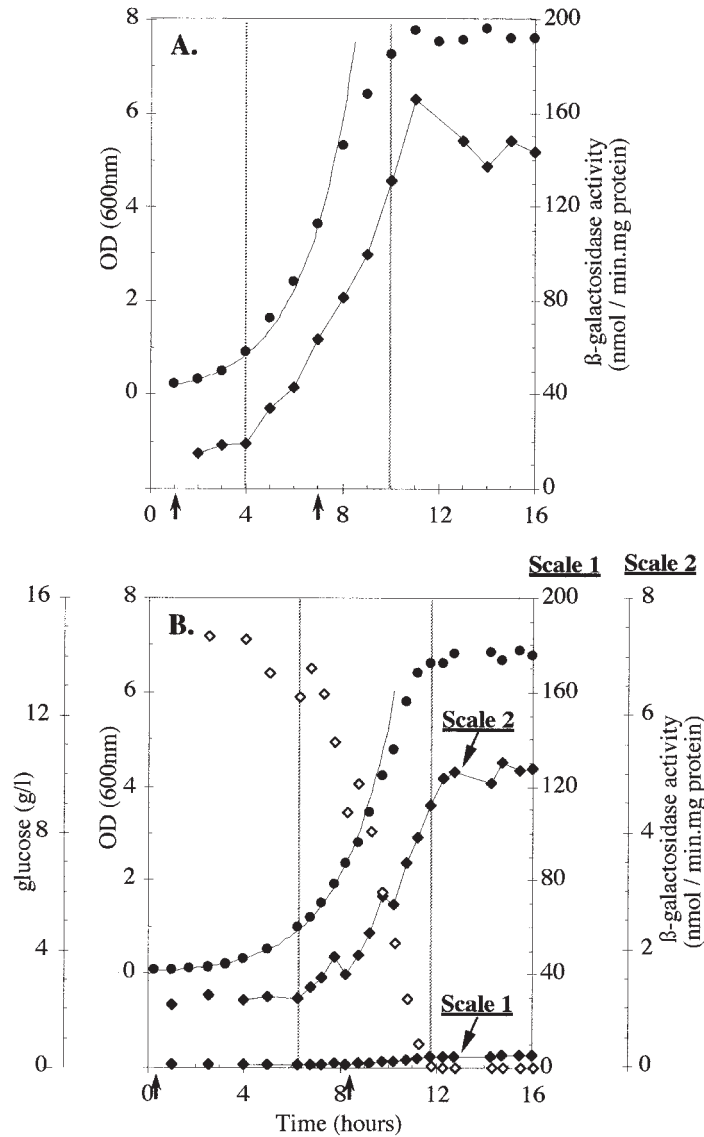 A.
8
6
4
2
0
OD (600nm)
200
160
120
80
40
0
ß-galactosidase activity
(nmol / min.mg protein)
0 4 8 12 16
Scale 1 Scale 2
B.
16
12
8
4
0
glucose (g/l)
8
6
4
2
0
OD (600nm)
Scale 2
Scale 1
200
160
120
80
40
0
8
6
4
2
0
ß-galactosidase activity
(nmol / min.mg protein)
0 4 8 12 16
Time (hours)